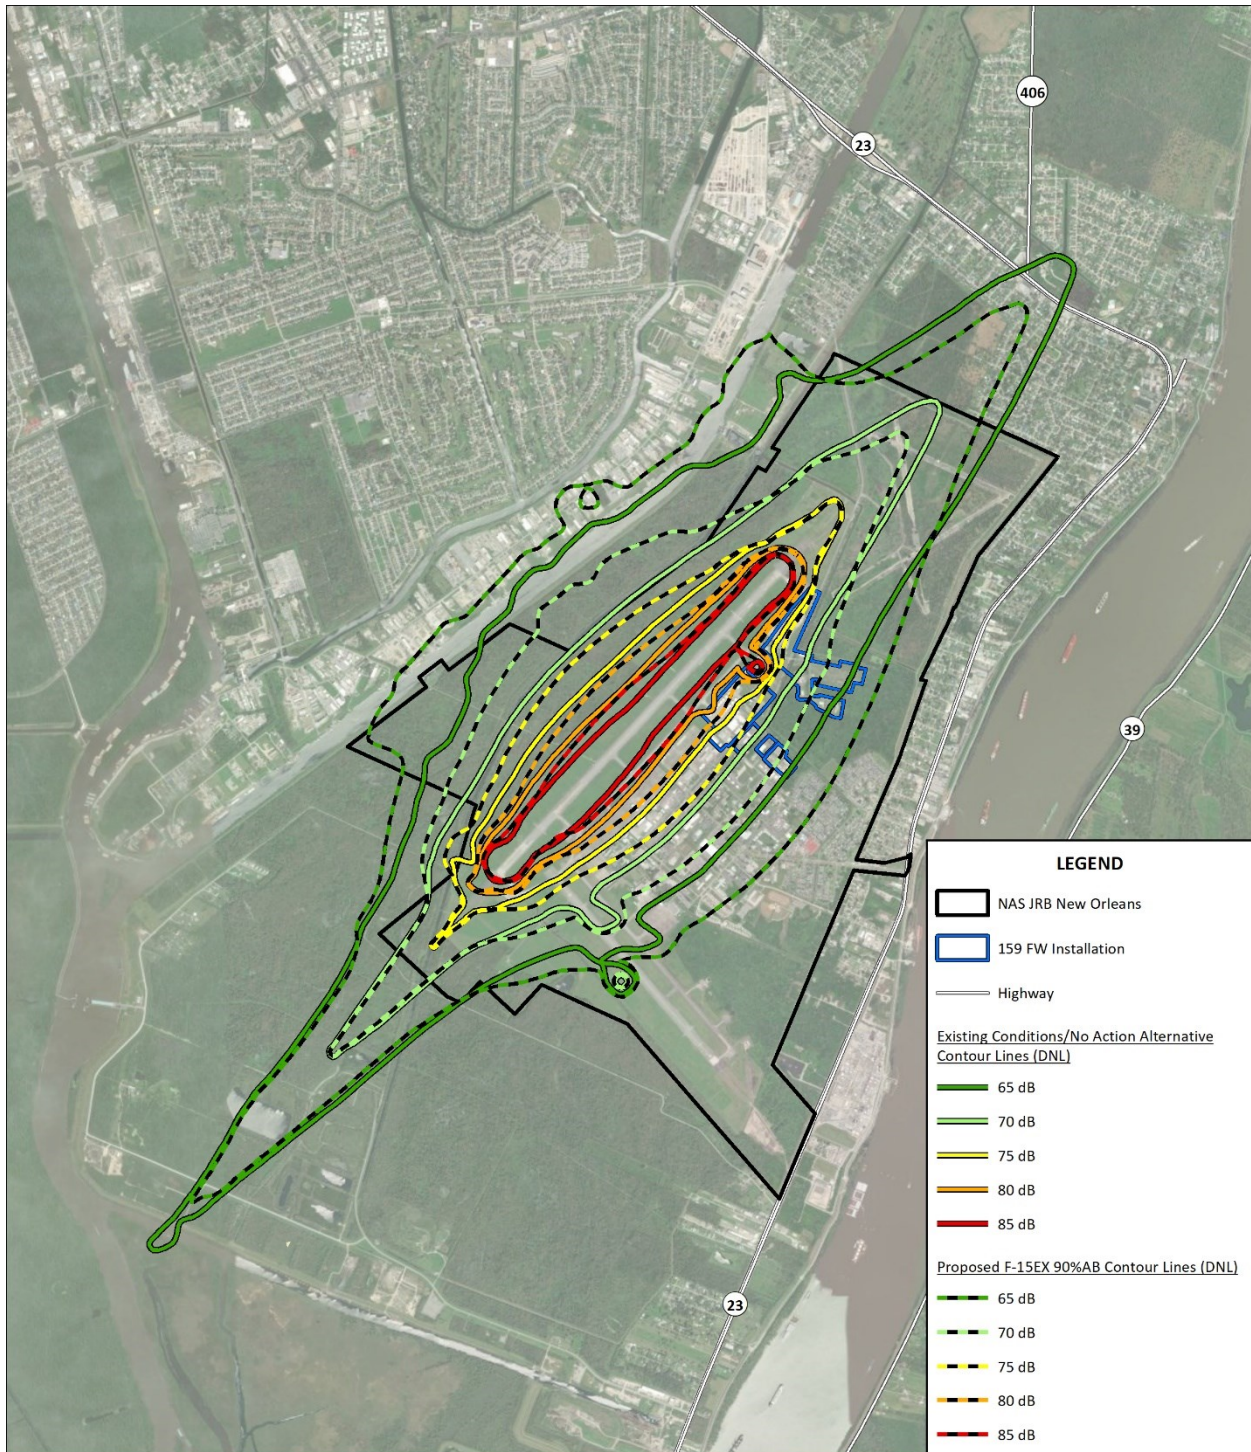 406
23
39
23
LEGEND
NAS JRB New Orleans
159 FW Installation
Highway
Existing Conditions/No Action Alternative
Contour Lines (DNL)
65 dB
70 dB
75 dB
80 dB
85 dB
Proposed F-15EX 90%AB Contour Lines (DNL)
65 dB
70 dB
75 dB
80 dB
85 dB